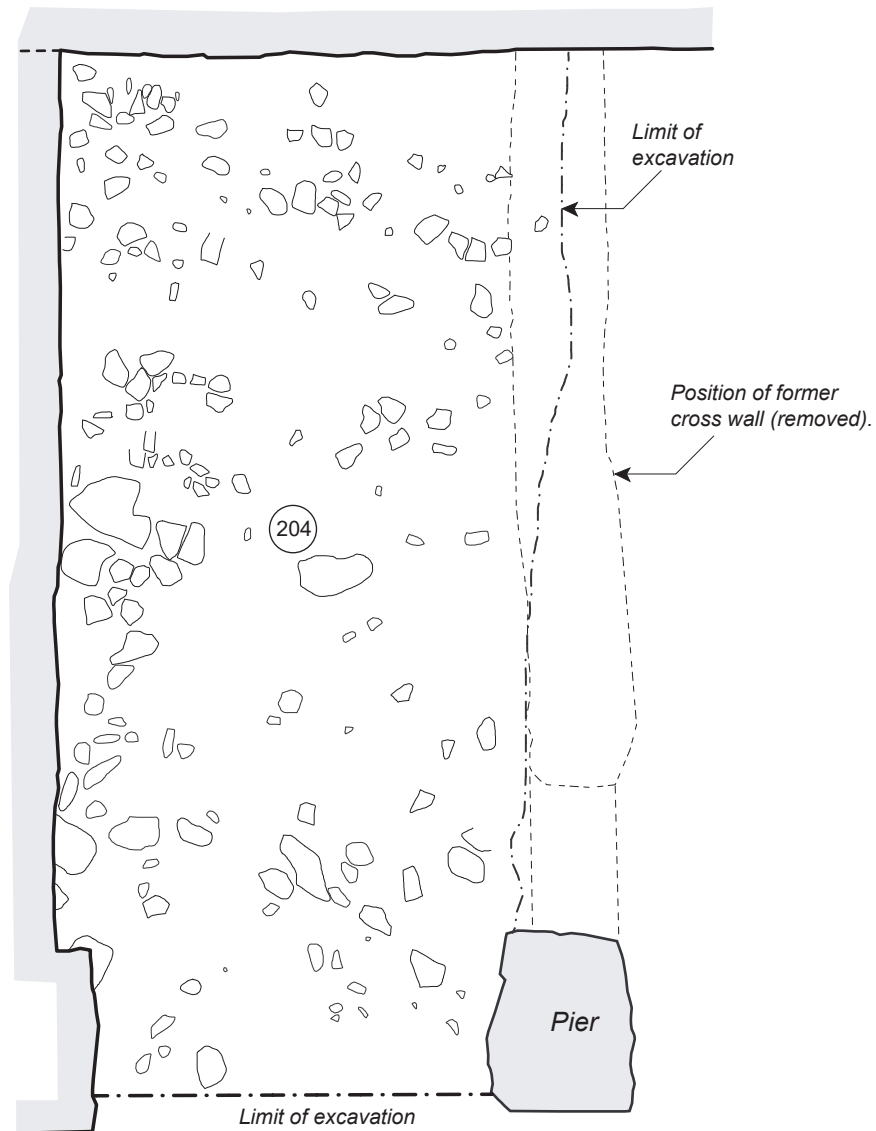 Limit of
excavation
Position of former
cross wall (removed).
204
Pier
Limit of excavation